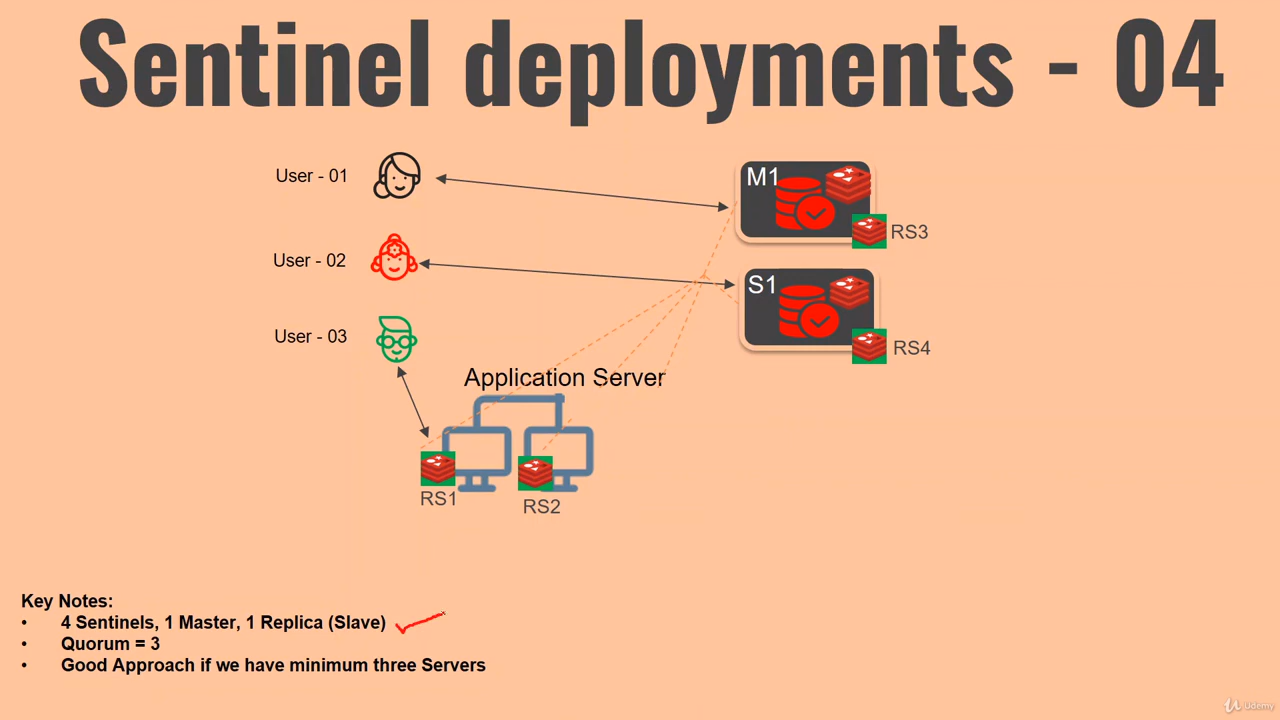 Sentinel deployments - 04
User - 01
M1
RS3
User - 02
S1
RS4
User - 03
Application Server
RS1
RS2
Key Notes:
• 4 Sentinels, 1 Master, 1 Replica (Slave)
• Quorum = 3
• Good Approach if we have minimum three Servers
Udemy